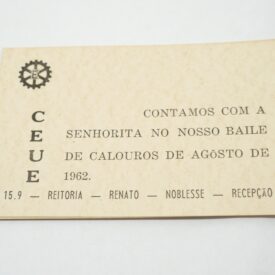 CEUE
CONTAMOS COM A
SENHORITA NO NOSSO BAILE
DE CALOUROS DE AGÔSTO DE
1962.
15.9 — REITORIA — RENATO — NOBLESSE — RECEPÇÃO